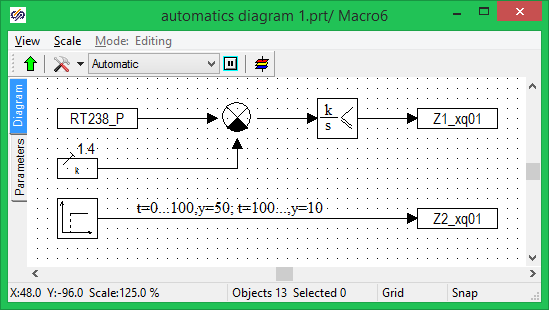 automatics diagram 1.prt/ Macro6
View Scale Mode: Editing
Automatic
Diagram
Parameters
RT238_P
k
s
Z1_xq01
1.4
k
t=0...100,y=50; t=100...,y=10
Z2_xq01
X:48.0 Y:-96.0 Scale:125.0 % Objects 13 Selected 0 Grid Snap